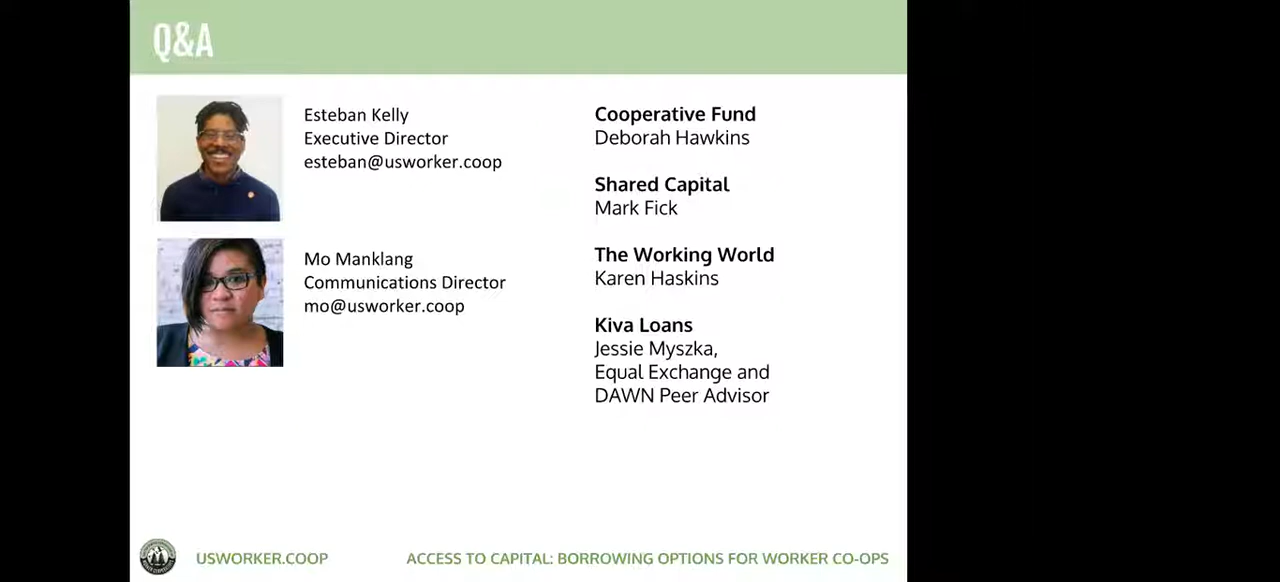 Q&A
Esteban Kelly
Executive Director
esteban@usworker.coop
Mo Manklang
Communications Director
mo@usworker.coop
Cooperative Fund
Deborah Hawkins
Shared Capital
Mark Fick
The Working World
Karen Haskins
Kiva Loans
Jessie Myszka,
Equal Exchange and
DAWN Peer Advisor
USWORKER.COOP
ACCESS TO CAPITAL: BORROWING OPTIONS FOR WORKER CO-OPS